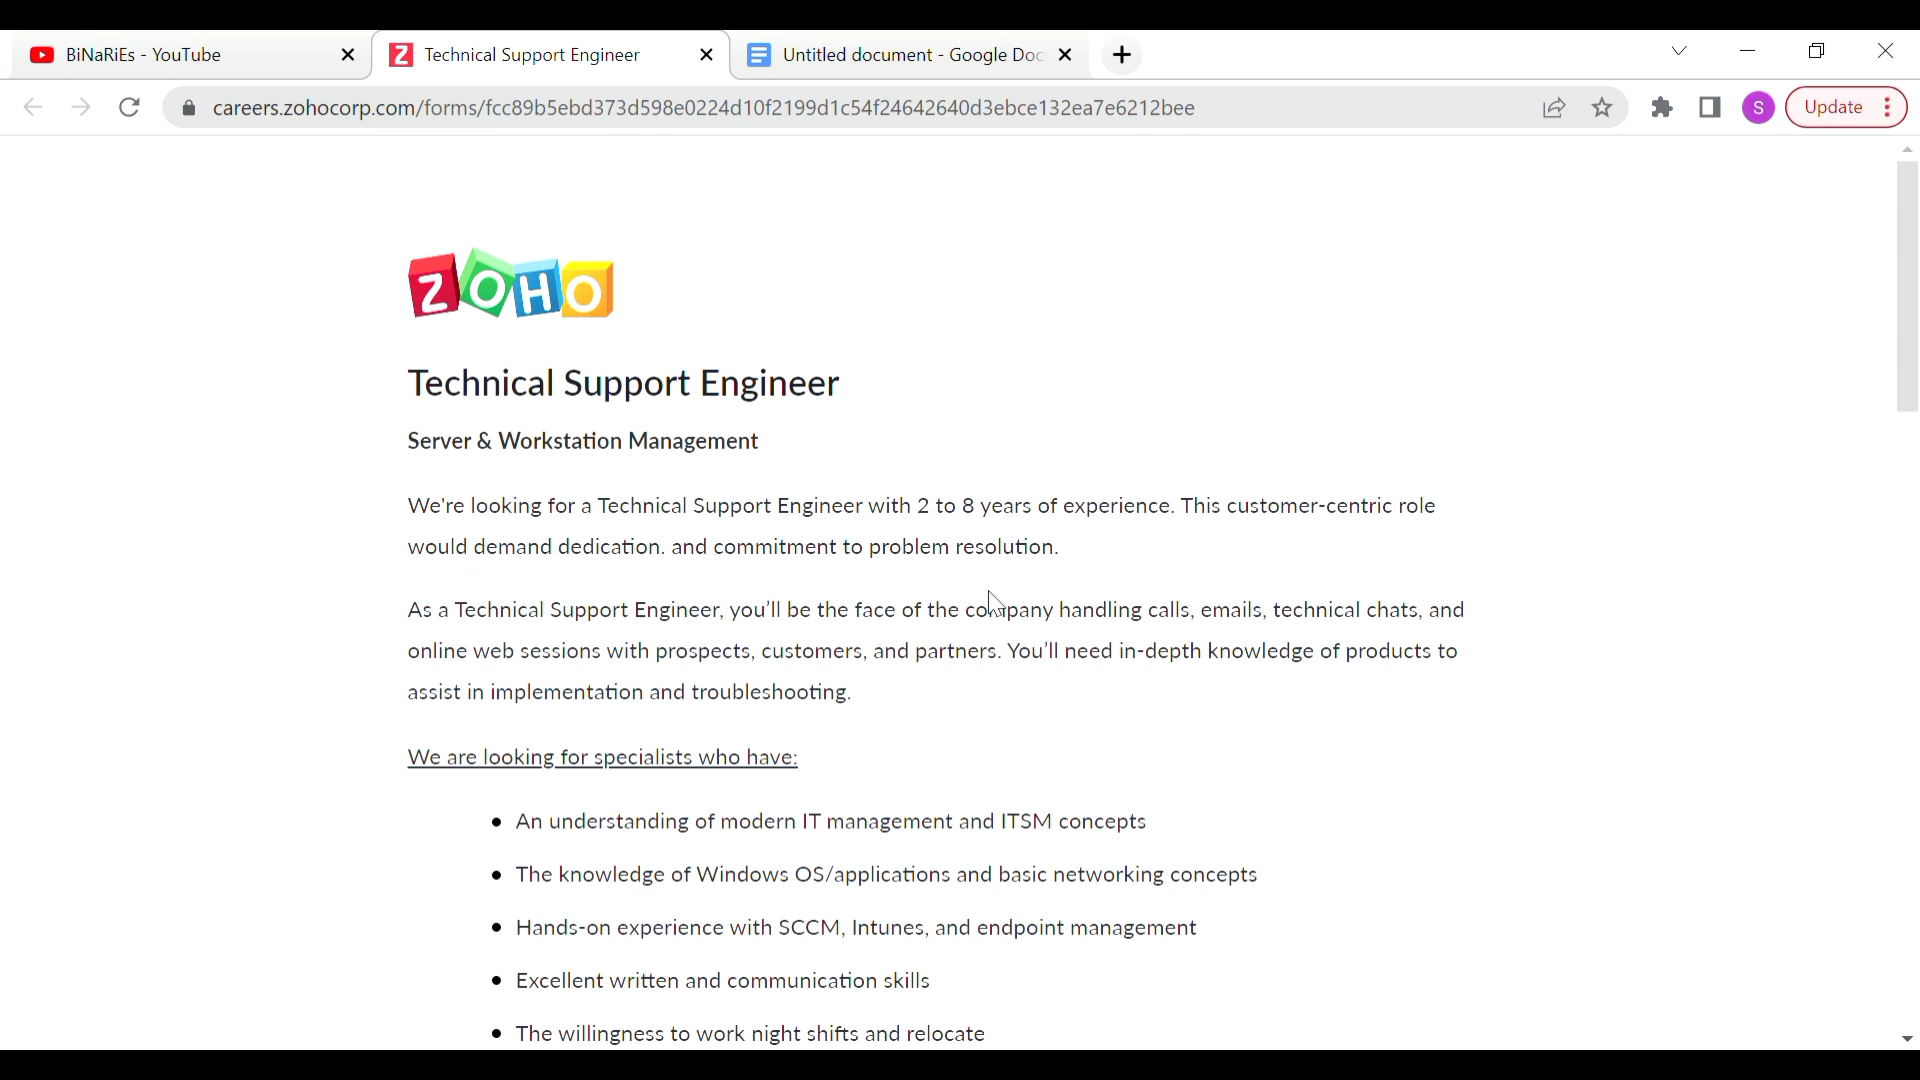 BiNaRiEs - YouTube
Technical Support Engineer
Untitled document - Google Doc
careers.zohocorp.com/forms/fcc89b5ebd373d598e0224d10f2199d1c54f24642640d3ebce132ea7e6212bee
S
Update
ZOHO
Technical Support Engineer
Server & Workstation Management
We're looking for a Technical Support Engineer with 2 to 8 years of experience. This customer-centric role
would demand dedication. and commitment to problem resolution.
As a Technical Support Engineer, you’ll be the face of the company handling calls, emails, technical chats, and
online web sessions with prospects, customers, and partners. You’ll need in-depth knowledge of products to
assist in implementation and troubleshooting.
We are looking for specialists who have:
• An understanding of modern IT management and ITSM concepts
• The knowledge of Windows OS/applications and basic networking concepts
• Hands-on experience with SCCM, Intunes, and endpoint management
• Excellent written and communication skills
• The willingness to work night shifts and relocate